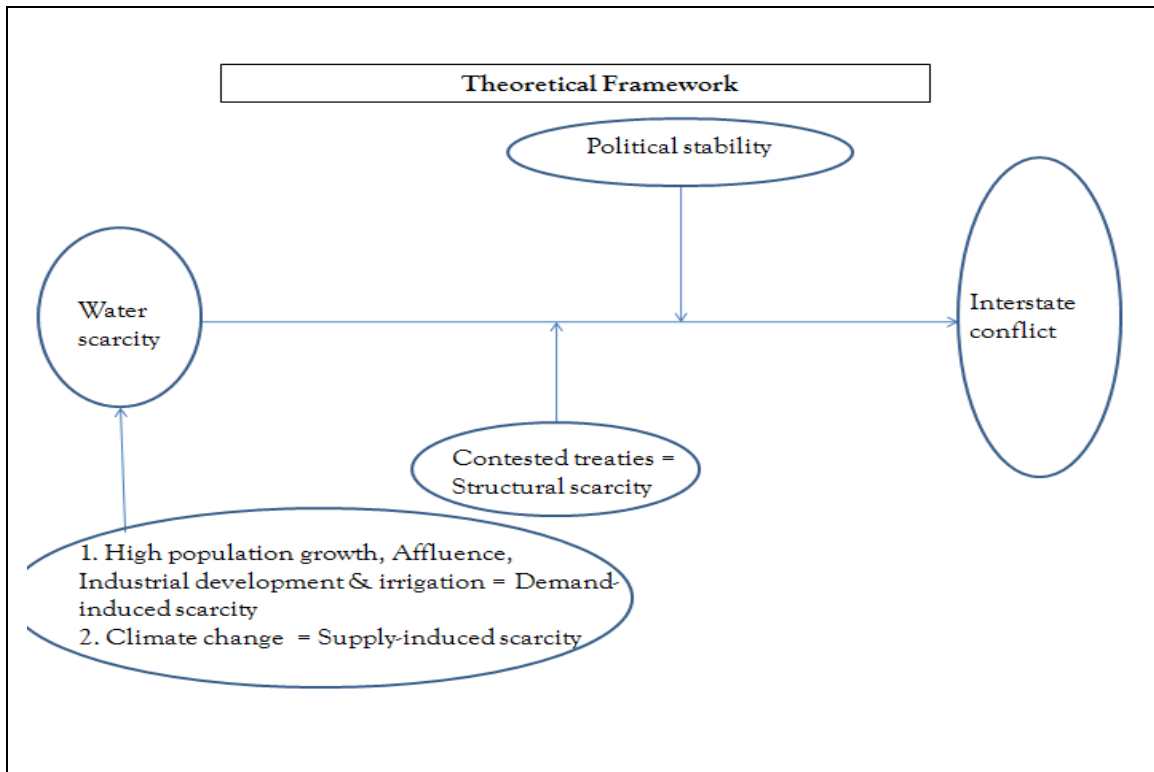 Theoretical Framework
Political stability
Water
scarcity
Interstate
conflict
Contested treaties =
Structural scarcity
1. High population growth, Affluence,
Industrial development & irrigation = Demand-
induced scarcity
2. Climate change = Supply-induced scarcity